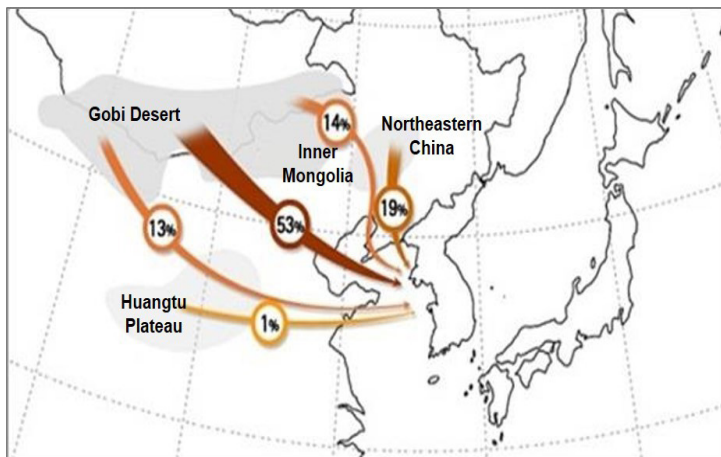 Gobi Desert
14%
Northeastern
China
Inner
Mongolia
19%
13%
53%
Huangtu
Plateau
1%